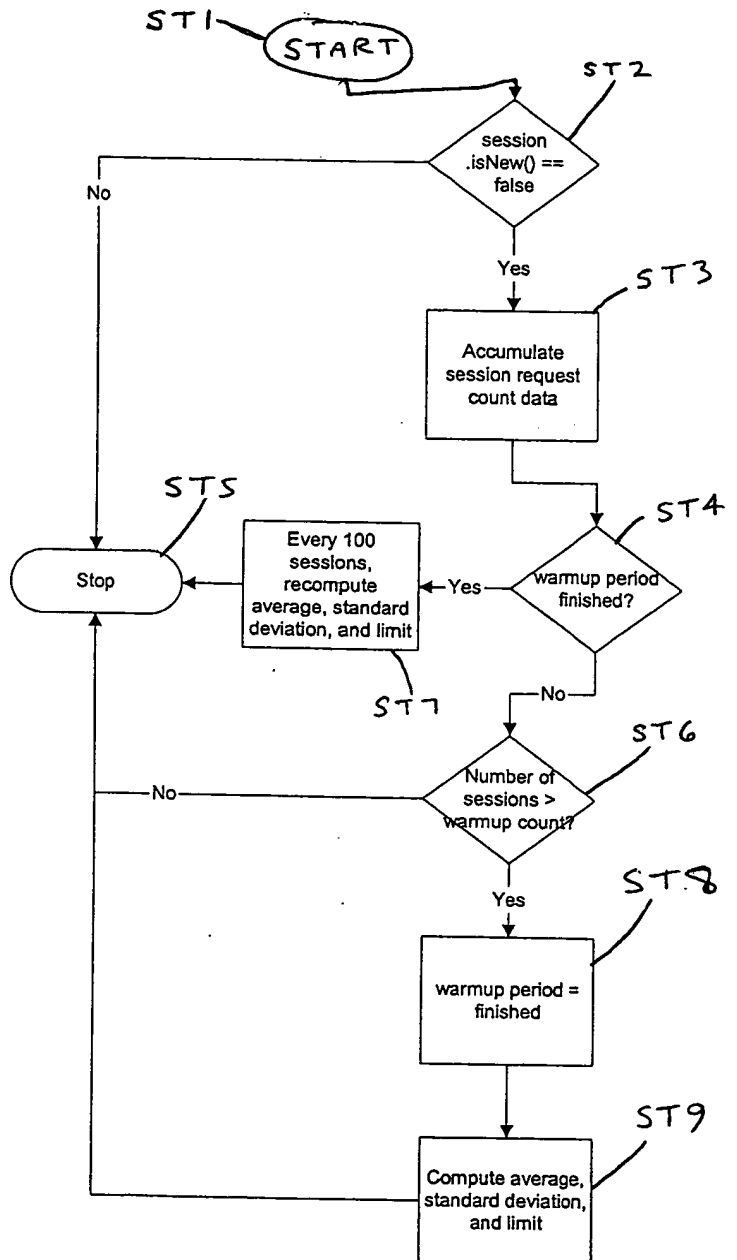 ST1
START
ST2
session
.isNew() ==
false
No
Yes
ST3
Accumulate
session request
count data
ST5
ST4
Stop
Every 100
sessions,
recompute
average, standard
deviation, and limit
Yes
warmup period
finished?
ST7
No
ST6
Number of
sessions >
warmup count?
No
Yes
ST8
warmup period =
finished
ST9
Compute average,
standard deviation,
and limit